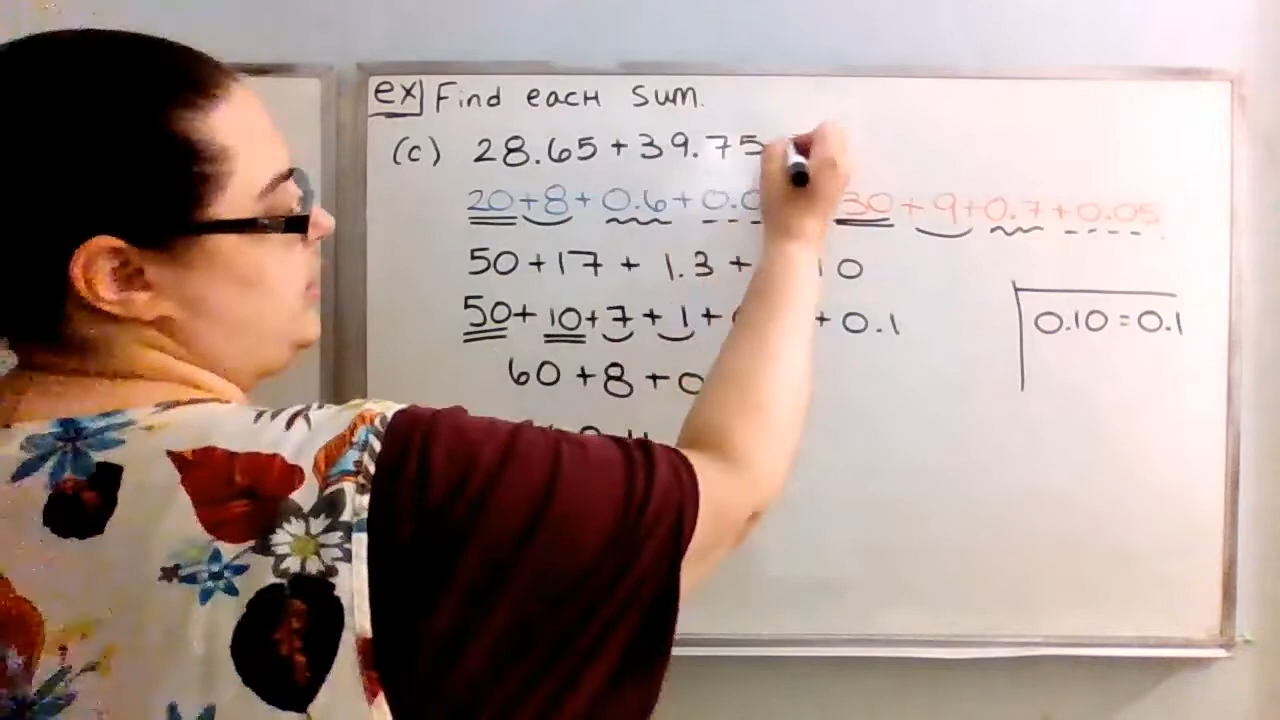 ex Find each sum.
(c) 28.65 + 39.75
20 + 8 + 0.6 + 0.0 30 + 9 + 0.7 + 0.05
50 + 17 + 1.3 + 10
50 + 10 + 7 + 1 + + 0.1
0.10 = 0.1
60 + 8 + 0